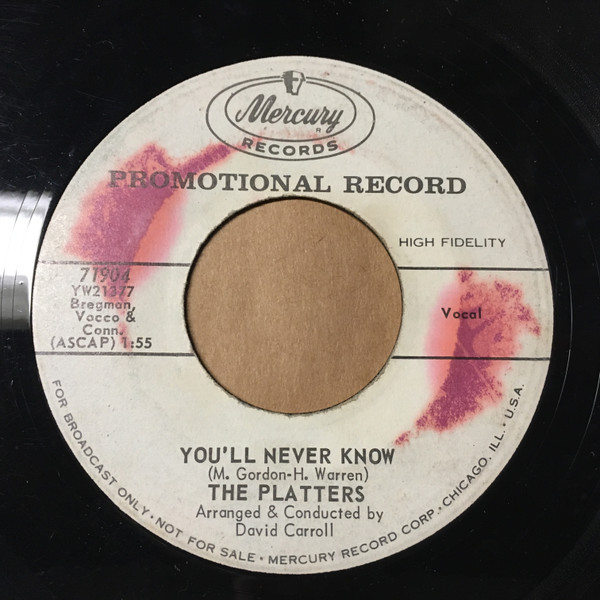 Mercury
RECORDS
PROMOTIONAL RECORD
HIGH FIDELITY
71904
YW21377
Bregman,
Vocco &
Conn.
(ASCAP) 1:55
Vocal
YOU'LL NEVER KNOW
(M. Gordon-H. Warren)
THE PLATTERS
Arranged & Conducted by
David Carroll
FOR BROADCAST ONLY • NOT FOR SALE • MERCURY RECORD CORP., CHICAGO, ILL. • U.S.A.